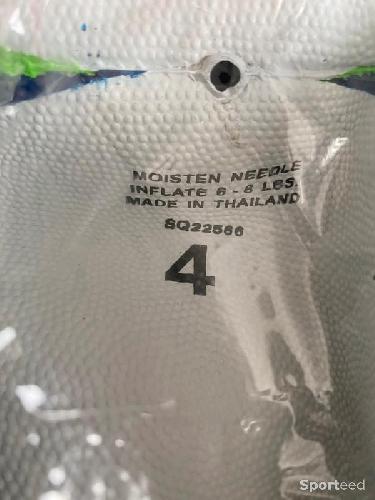 MOISTEN NEEDLE
INFLATE 6 - 8 LBS.
MADE IN THAILAND
SQ22566
4
Sporteed